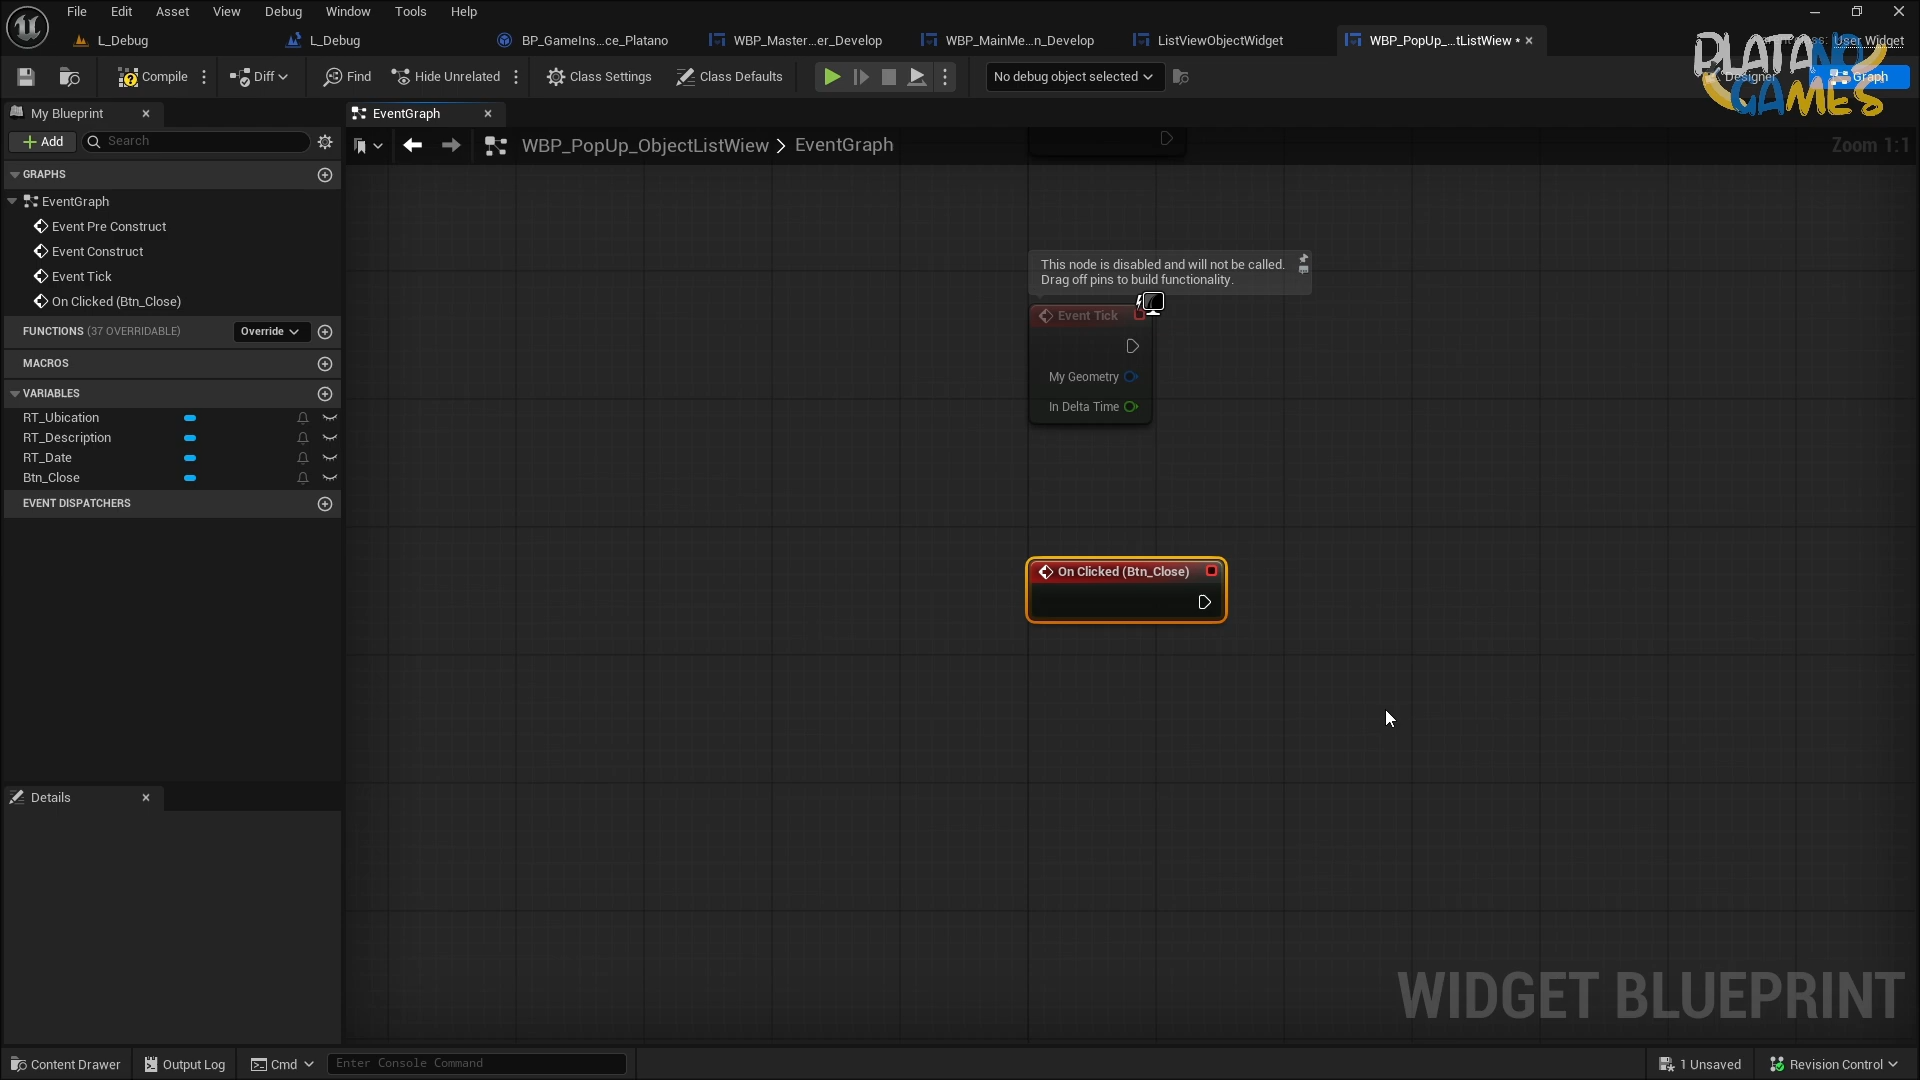 File Edit Asset View Debug Window Tools Help
L_Debug L_Debug BP_GameIns...ce_Platano WBP_Master...er_Develop WBP_MainMe...n_Develop ListViewObjectWidget WBP_PopUp_...tListWiew * User Widget
Compile Diff Find Hide Unrelated Class Settings Class Defaults No debug object selected Designer Graph
PLATANO
GAMES
My Blueprint EventGraph
Add Search WBP_PopUp_ObjectListWiew > EventGraph Zoom 1:1
GRAPHS
EventGraph
Event Pre Construct
Event Construct
Event Tick
On Clicked (Btn_Close)
FUNCTIONS (37 OVERRIDABLE) Override
MACROS
VARIABLES
RT_Ubication
RT_Description
RT_Date
Btn_Close
EVENT DISPATCHERS
This node is disabled and will not be called.
Drag off pins to build functionality.
Event Tick
My Geometry
In Delta Time
On Clicked (Btn_Close)
Details
WIDGET BLUEPRINT
Content Drawer Output Log Cmd Enter Console Command 1 Unsaved Revision Control